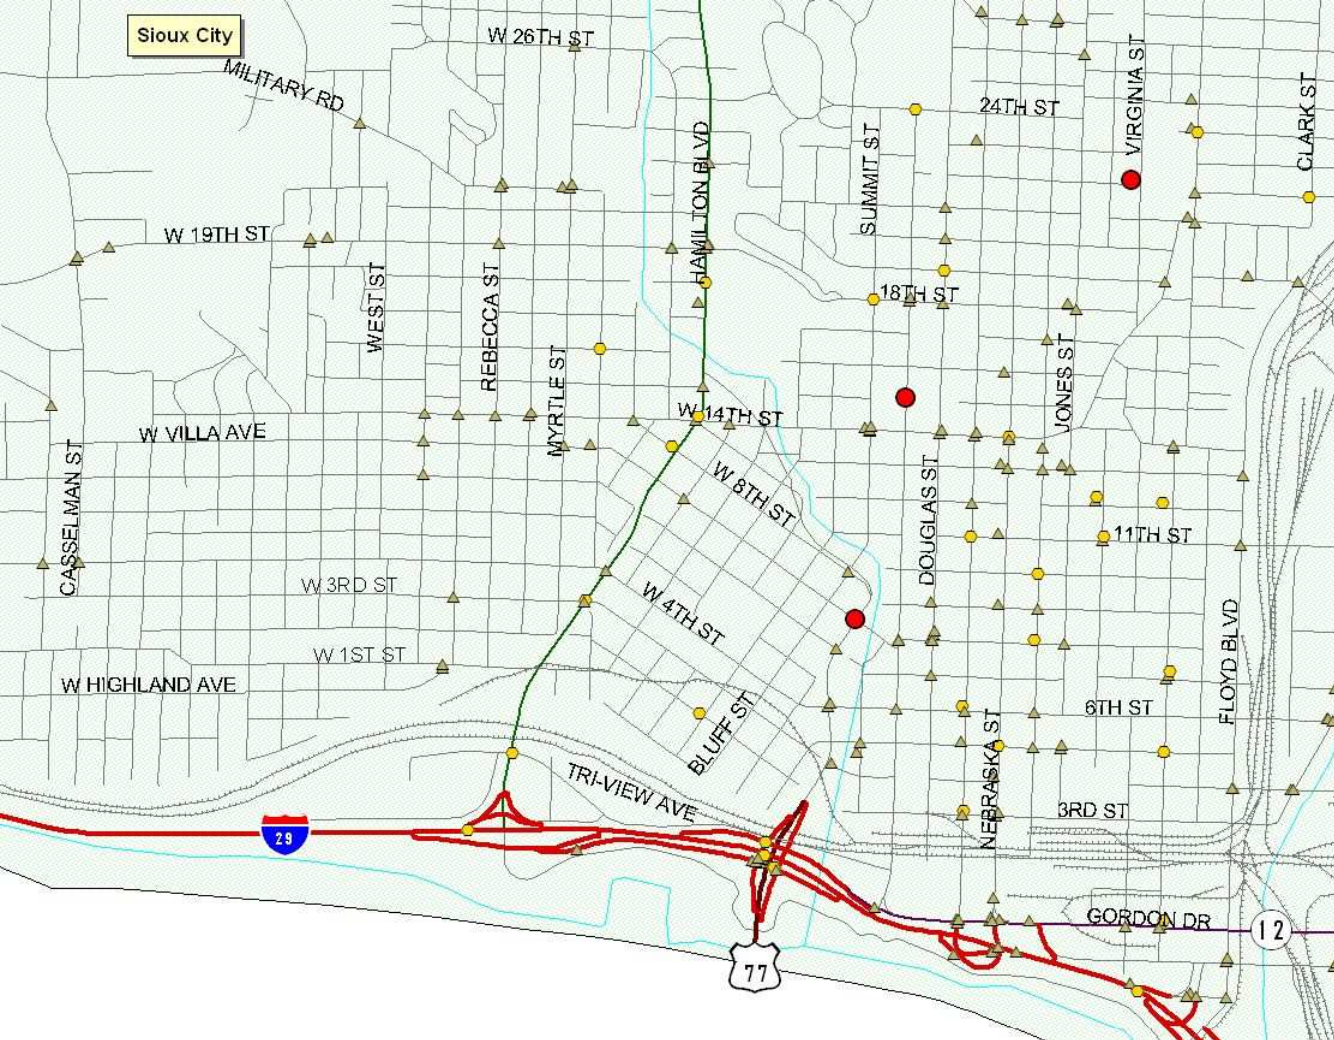 Sioux City
W 26TH ST
MILITARY RD
VIRGINIA ST
24TH ST
CLARK ST
HAMILTON BLVD
SUMMIT ST
W 19TH ST
WEST ST
REBECCA ST
18TH ST
MYRTLE ST
JONES ST
W 14TH ST
W VILLA AVE
CASSELMAN ST
W 8TH ST
DOUGLAS ST
11TH ST
W 3RD ST
W 4TH ST
FLOYD BLVD
W 1ST ST
W HIGHLAND AVE
BLUFF ST
6TH ST
NEBRASKA ST
TRI-VIEW AVE
3RD ST
29
GORDON DR
12
77